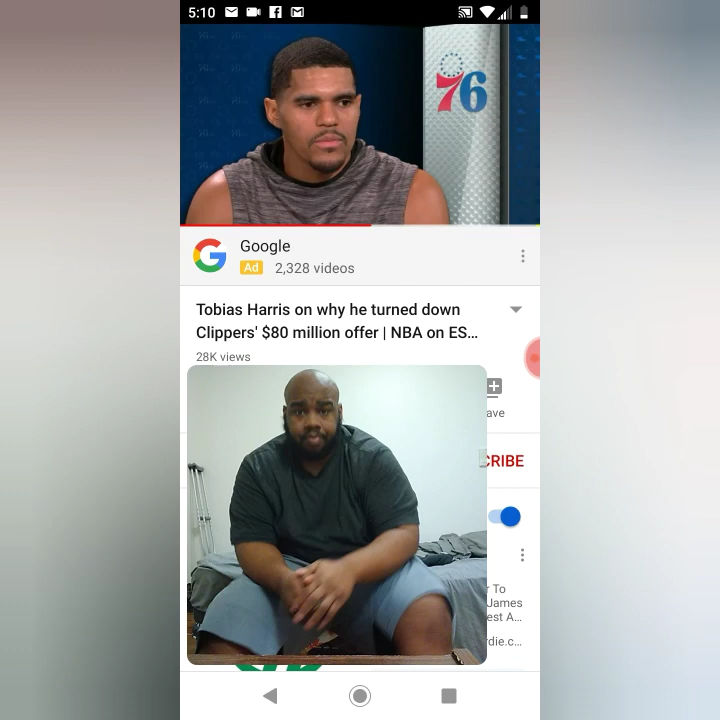 5:10
76
Google
Ad 2,328 videos
Tobias Harris on why he turned down
Clippers' $80 million offer | NBA on ES...
28K views
ave
CRIBE
r To
James
est A...
rdie.c...